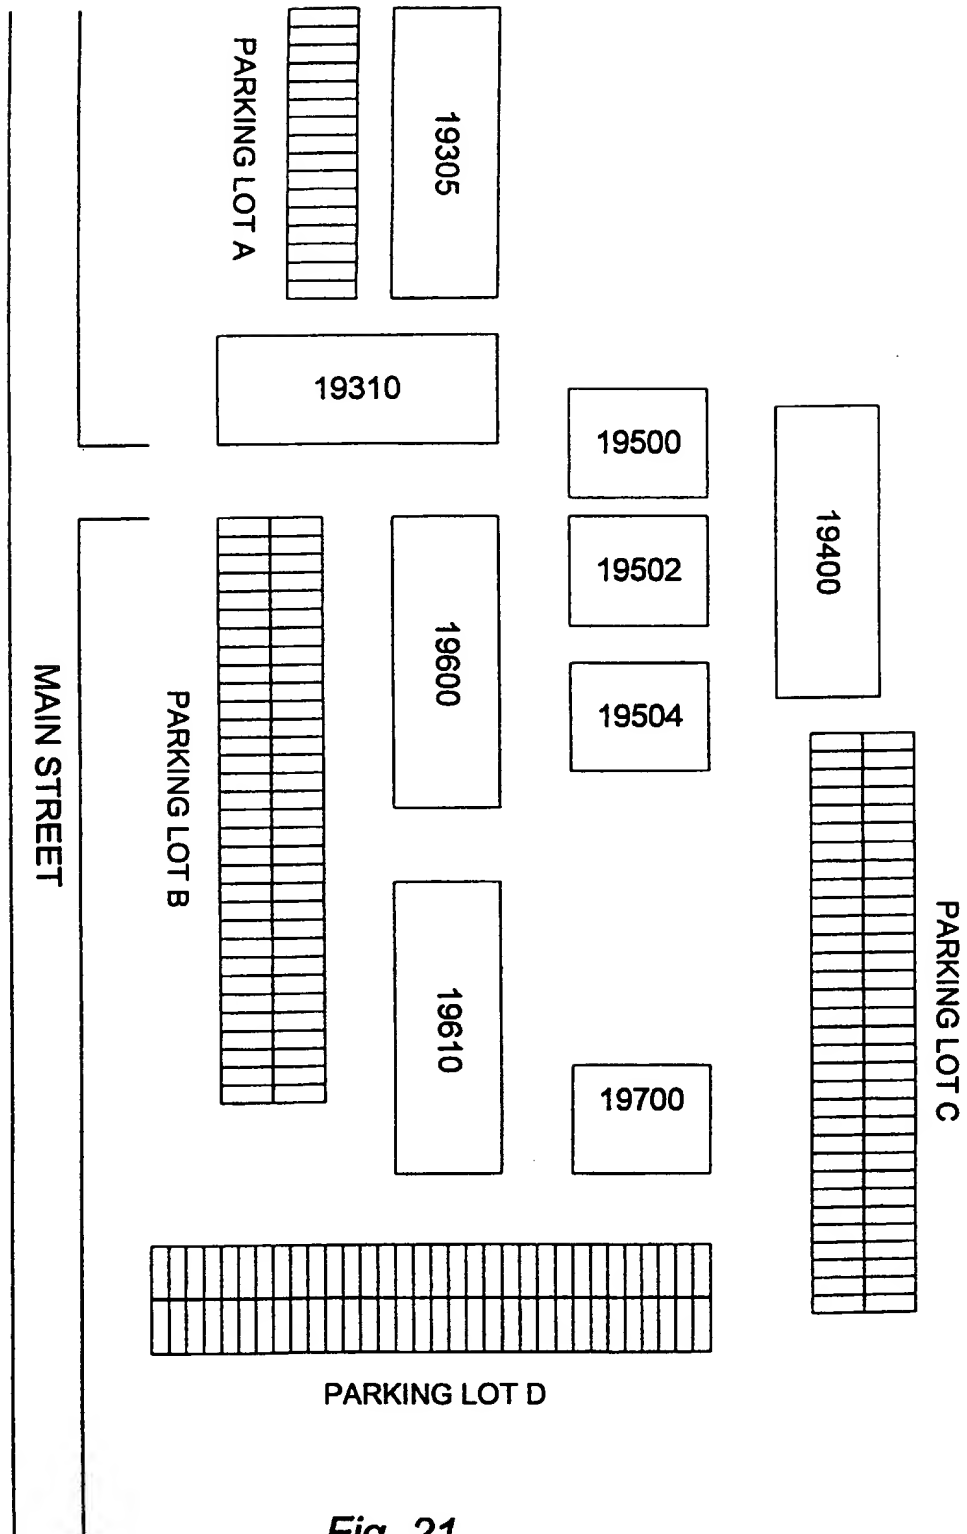 PARKING LOT A
19305
19310
19500
19400
19502
19600
19504
MAIN STREET
PARKING LOT B
PARKING LOT C
19610
19700
PARKING LOT D
Fig. 21